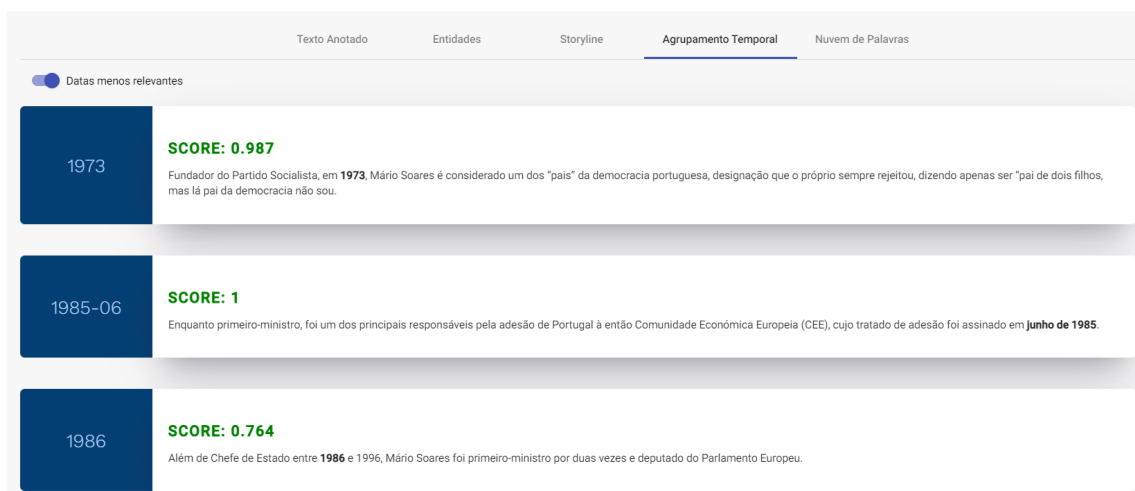 Texto Anotado Entidades Storyline Agrupamento Temporal Nuvem de Palavras
Datas menos relevantes
1973
SCORE: 0.987
Fundador do Partido Socialista, em 1973, Mário Soares é considerado um dos “pais” da democracia portuguesa, designação que o próprio sempre rejeitou, dizendo apenas ser “pai de dois filhos,
mas lá pai da democracia não sou.
1985-06
SCORE: 1
Enquanto primeiro-ministro, foi um dos principais responsáveis pela adesão de Portugal à então Comunidade Económica Europeia (CEE), cujo tratado de adesão foi assinado em junho de 1985.
1986
SCORE: 0.764
Além de Chefe de Estado entre 1986 e 1996, Mário Soares foi primeiro-ministro por duas vezes e deputado do Parlamento Europeu.